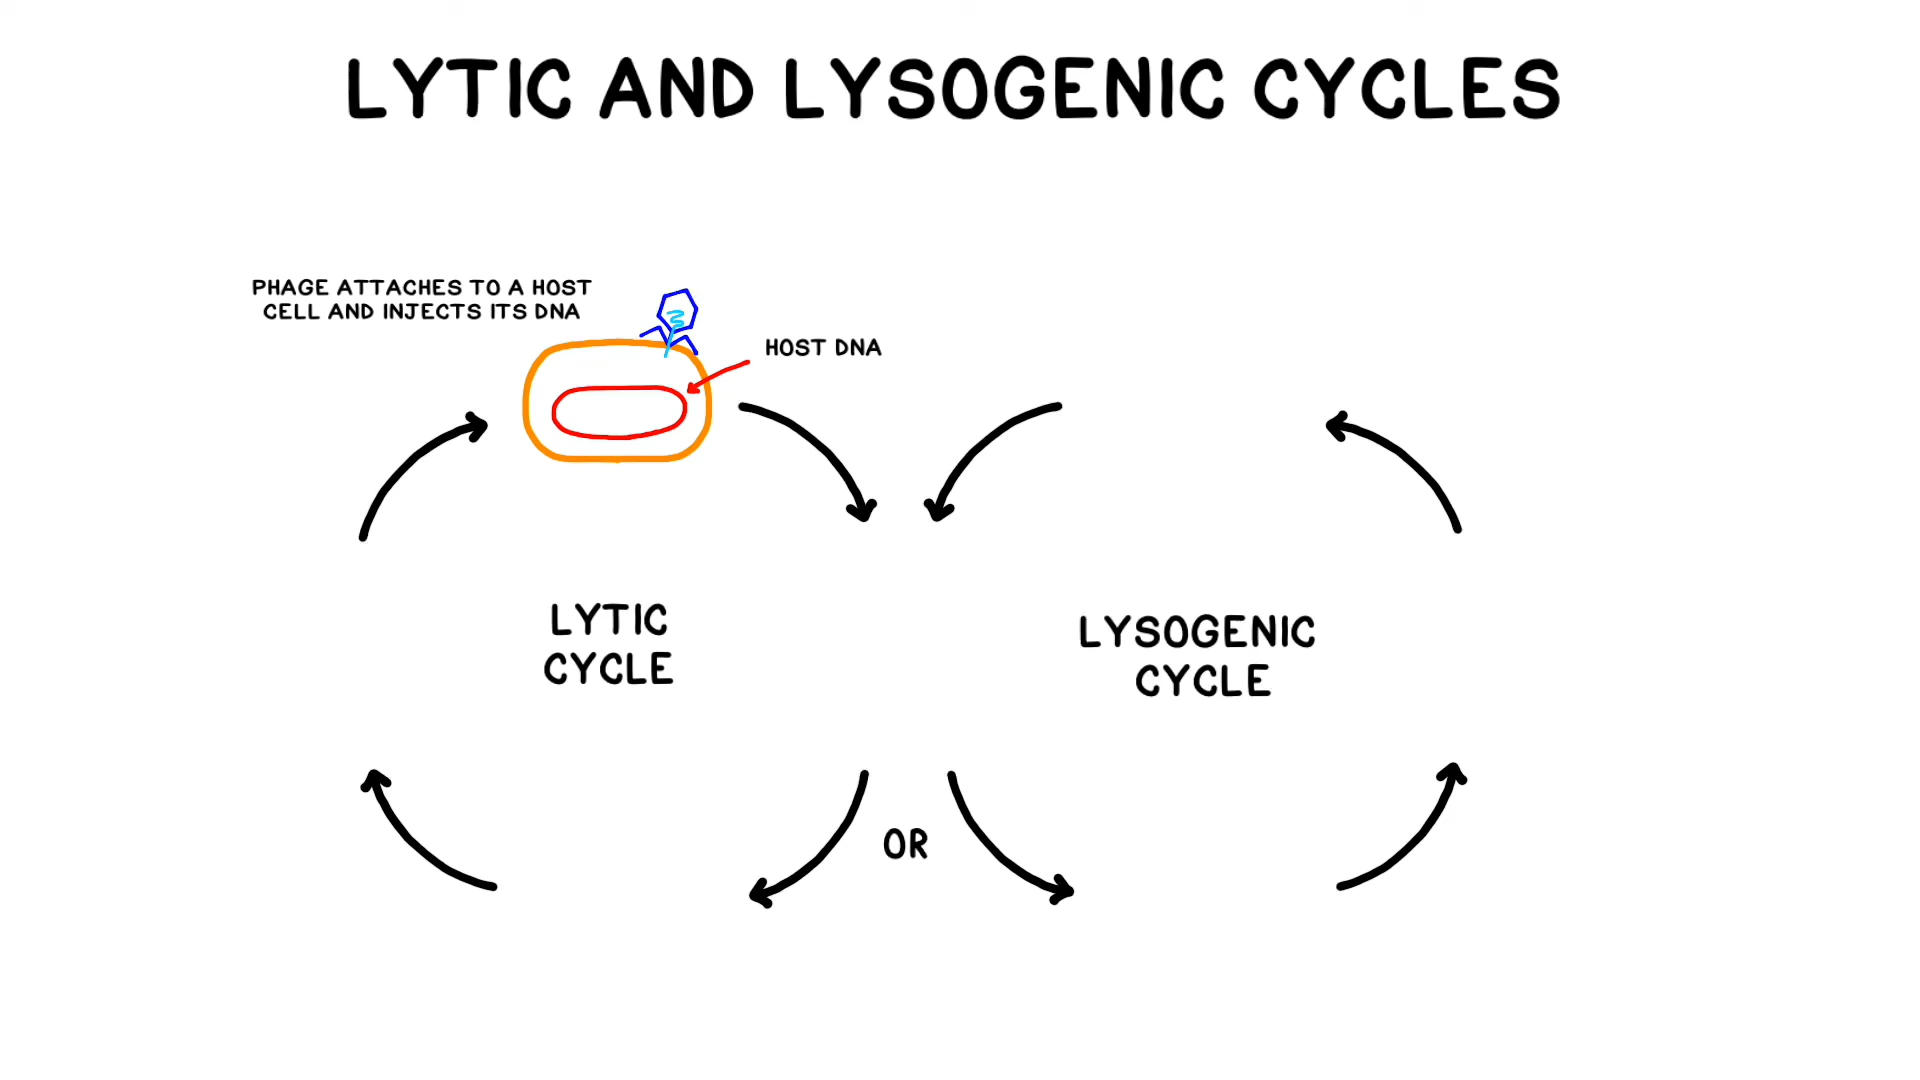 LYTIC AND LYSOGENIC CYCLES
PHAGE ATTACHES TO A HOST
CELL AND INJECTS ITS DNA
HOST DNA
LYTIC
CYCLE
LYSOGENIC
CYCLE
OR